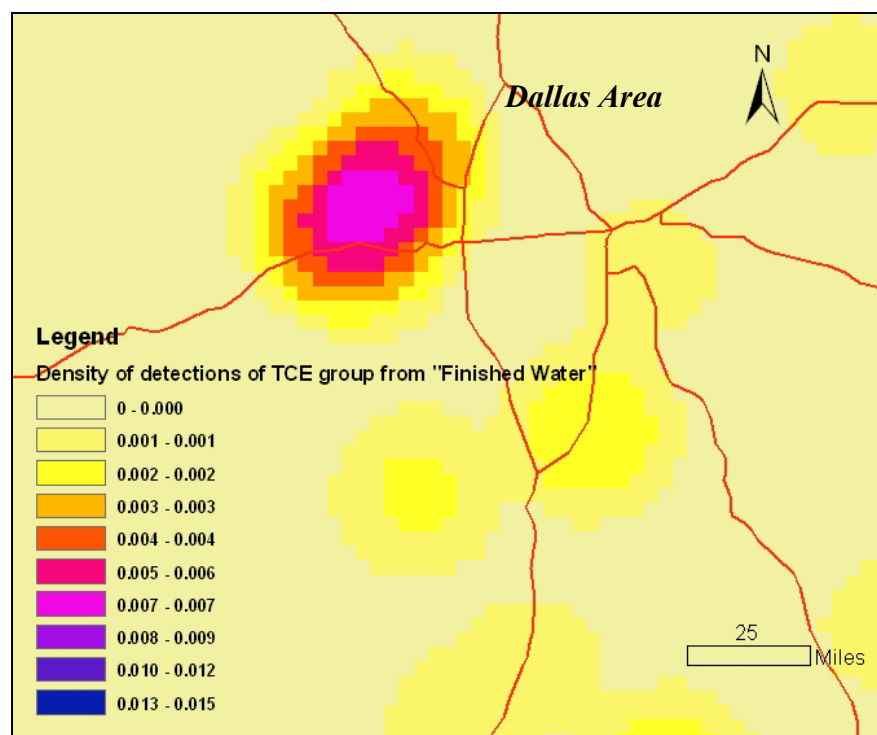 N
Dallas Area
Legend
Density of detections of TCE group from "Finished Water"
0 - 0.000
0.001 - 0.001
0.002 - 0.002
0.003 - 0.003
0.004 - 0.004
0.005 - 0.006
0.007 - 0.007
0.008 - 0.009
0.010 - 0.012
0.013 - 0.015
25
Miles